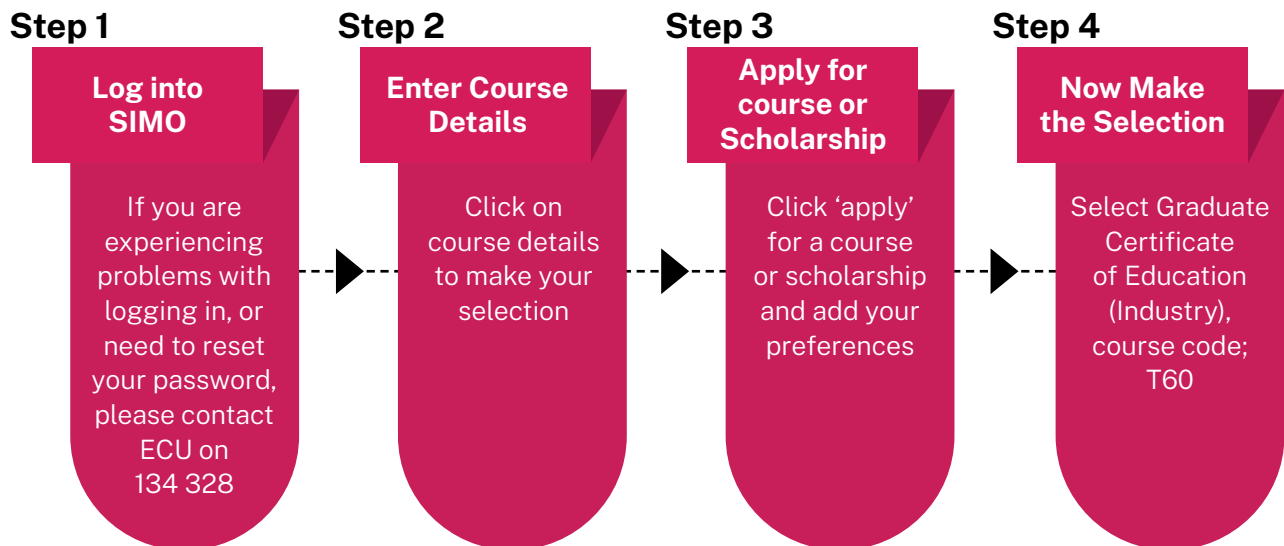 Step 1
Log into
SIMO
If you are
experiencing
problems with
logging in, or
need to reset
your password,
please contact
ECU on
134 328
Step 2
Enter Course
Details
Click on
course details
to make your
selection
Step 3
Apply for
course or
Scholarship
Click ‘apply’
for a course
or scholarship
and add your
preferences
Step 4
Now Make
the Selection
Select Graduate
Certificate
of Education
(Industry),
course code;
T60